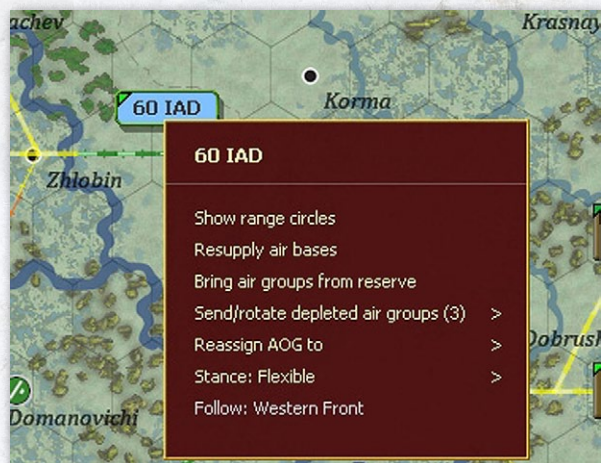 achev
Krasnay
60 IAD
Korma
Zhlobin
60 IAD
Show range circles
Resupply air bases
Bring air groups from reserve
Send/rotate depleted air groups (3) >
Reassign AOG to >
Stance: Flexible >
Follow: Western Front
Dobrush
Domanovichi